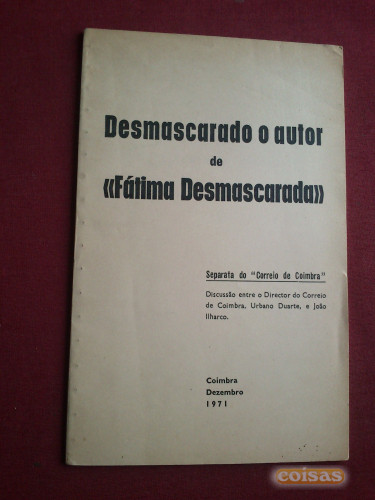 Desmascarado o autor
de
«Fátima Desmascarada»
Separata do "Correio de Coimbra"
Discussão entre o Director do Correio
de Coimbra, Urbano Duarte, e João
Ilharco.
Coimbra
Dezembro
1971
coisas